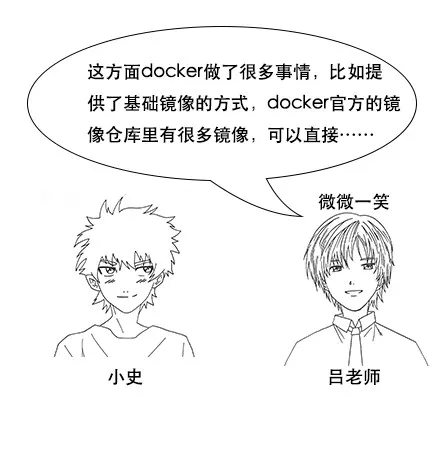 这方面docker做了很多事情，比如提
供了基础镜像的方式，docker官方的镜
像仓库里有很多镜像，可以直接……
微微一笑
小史
吕老师